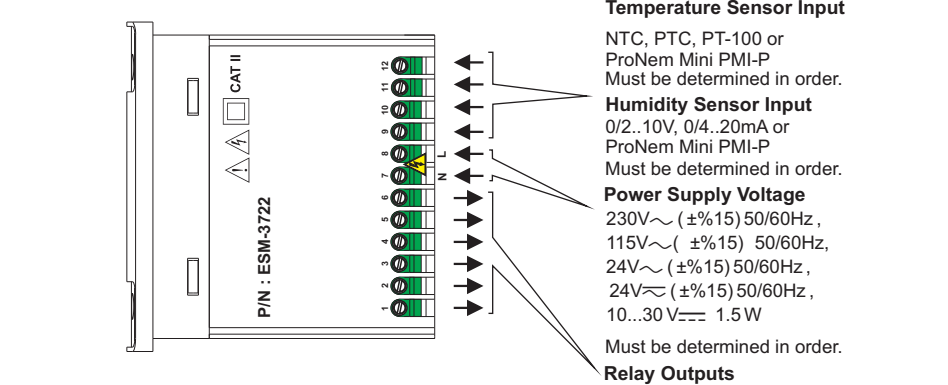 Temperature Sensor Input
NTC, PTC, PT-100 or
ProNem Mini PMI-P
Must be determined in order.
Humidity Sensor Input
0/2..10V, 0/4..20mA or
ProNem Mini PMI-P
Must be determined in order.
Power Supply Voltage
230V∼ (±%15) 50/60Hz ,
115V∼( ±%15) 50/60Hz,
24V∼ (±%15) 50/60Hz ,
24V⏦ (±%15) 50/60Hz ,
10...30 V⎓ 1.5 W
Must be determined in order.
Relay Outputs
CAT II
P/N : ESM-3722
12
11
10
9
8
7
6
5
4
3
2
1
L
N